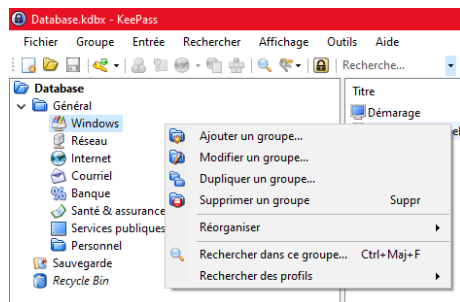 Database.kdbx - KeePass
Fichier Groupe Entrée Rechercher Affichage Outils Aide
Recherche...
Database
Général
Windows
Réseau
Internet
Courriel
Banque
Santé & assurance
Services publiques
Personnel
Sauvegarde
Recycle Bin
Titre
Démarage
Ajouter un groupe...
Modifier un groupe...
Dupliquer un groupe...
Supprimer un groupe Suppr
Réorganiser
Rechercher dans ce groupe... Ctrl+Maj+F
Rechercher des profils